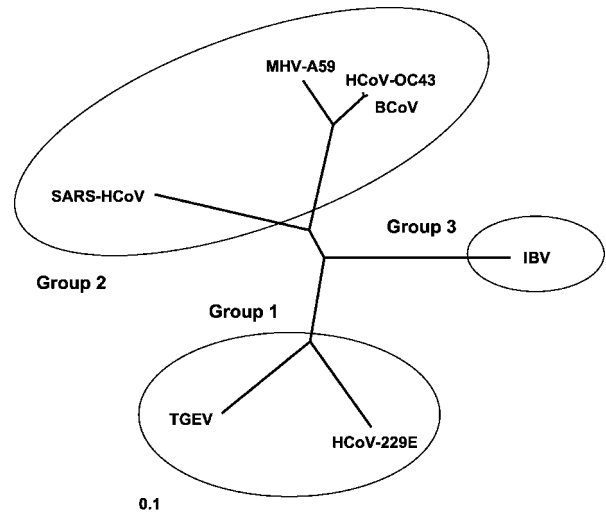 MHV-A59
HCoV-OC43
BCoV
SARS-HCoV
Group 3
IBV
Group 2
Group 1
TGEV
HCoV-229E
0.1